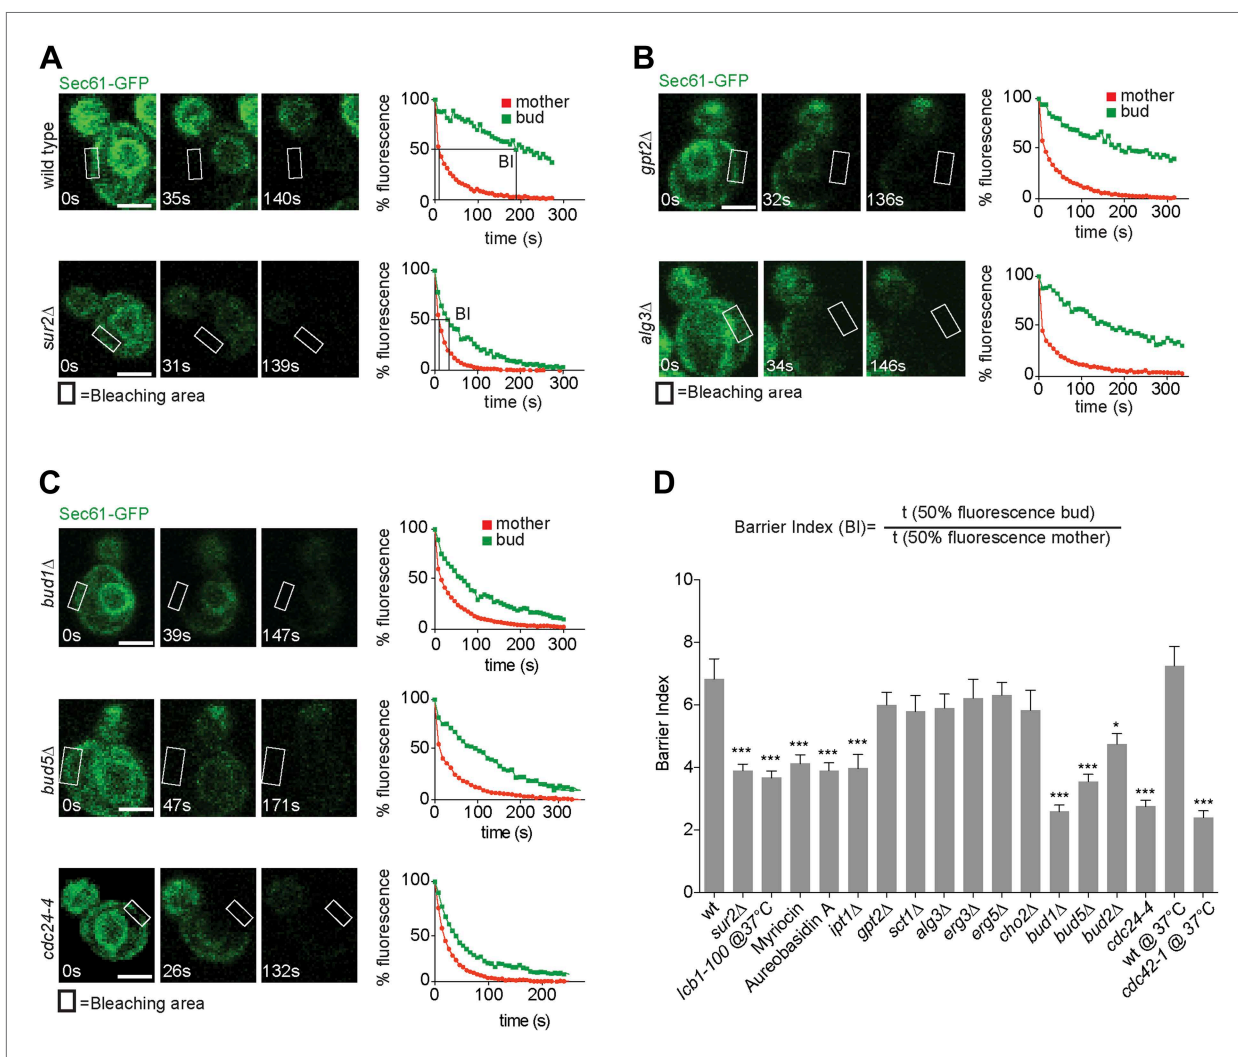 A
Sec61-GFP
wild type
0s
35s
140s
% fluorescence
100
50
0
mother
bud
BI
0 100 200 300
time (s)
sur2Δ
0s
31s
139s
% fluorescence
100
50
0
BI
0 100 200 300
time (s)
=Bleaching area
B
Sec61-GFP
gpt2Δ
0s
32s
136s
% fluorescence
100
50
0
mother
bud
0 100 200 300
time (s)
alg3Δ
0s
34s
146s
% fluorescence
100
50
0
0 100 200 300
time (s)
=Bleaching area
C
Sec61-GFP
bud1Δ
0s
39s
147s
% fluorescence
100
50
0
mother
bud
0 100 200 300
time (s)
bud5Δ
0s
47s
171s
% fluorescence
100
50
0
0 100 200 300
time (s)
cdc24-4
0s
26s
132s
% fluorescence
100
50
0
0 100 200
time (s)
=Bleaching area
D
Barrier Index (BI)= t (50% fluorescence bud)
t (50% fluorescence mother)
Barrier Index
10
8
6
4
2
0
*** *** *** *** *** *** *** * *** ***
wt
sur2Δ
lcb1-100 @37°C
Myriocin
Aureobasidin A
ipt1Δ
gpt2Δ
sct1Δ
alg3Δ
erg3Δ
erg5Δ
cho2Δ
bud1Δ
bud5Δ
bud2Δ
cdc24-4
wt @ 37°C
cdc42-1 @ 37°C